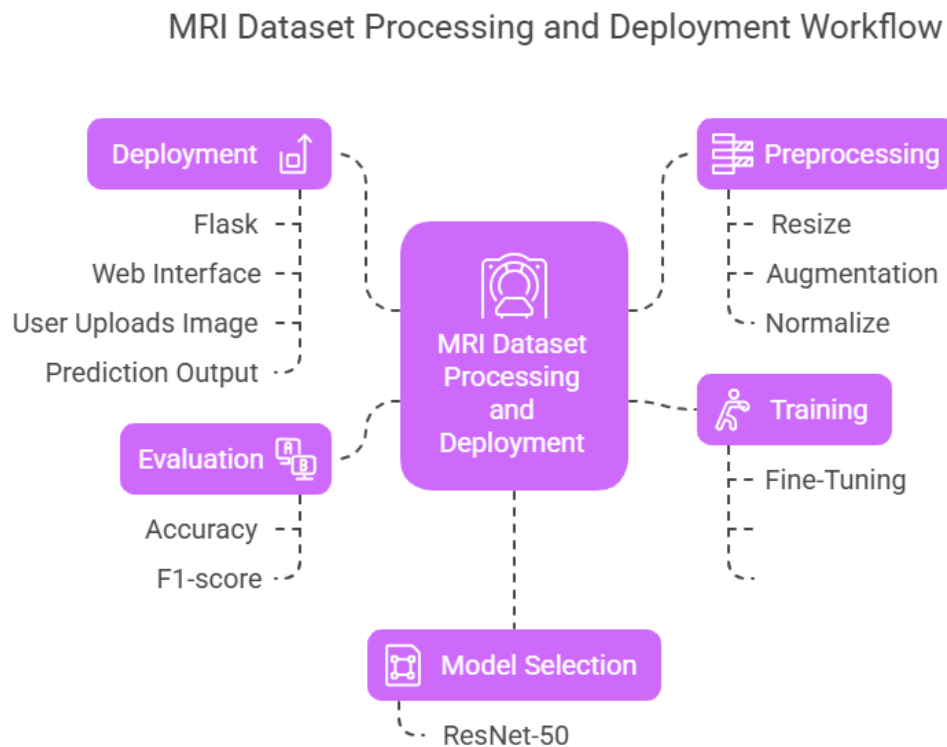 MRI Dataset Processing and Deployment Workflow
Deployment
Flask
Web Interface
User Uploads Image
Prediction Output
Evaluation
A
B
Accuracy
F1-score
MRI Dataset
Processing
and
Deployment
Preprocessing
Resize
Augmentation
Normalize
Training
Fine-Tuning
Model Selection
ResNet-50